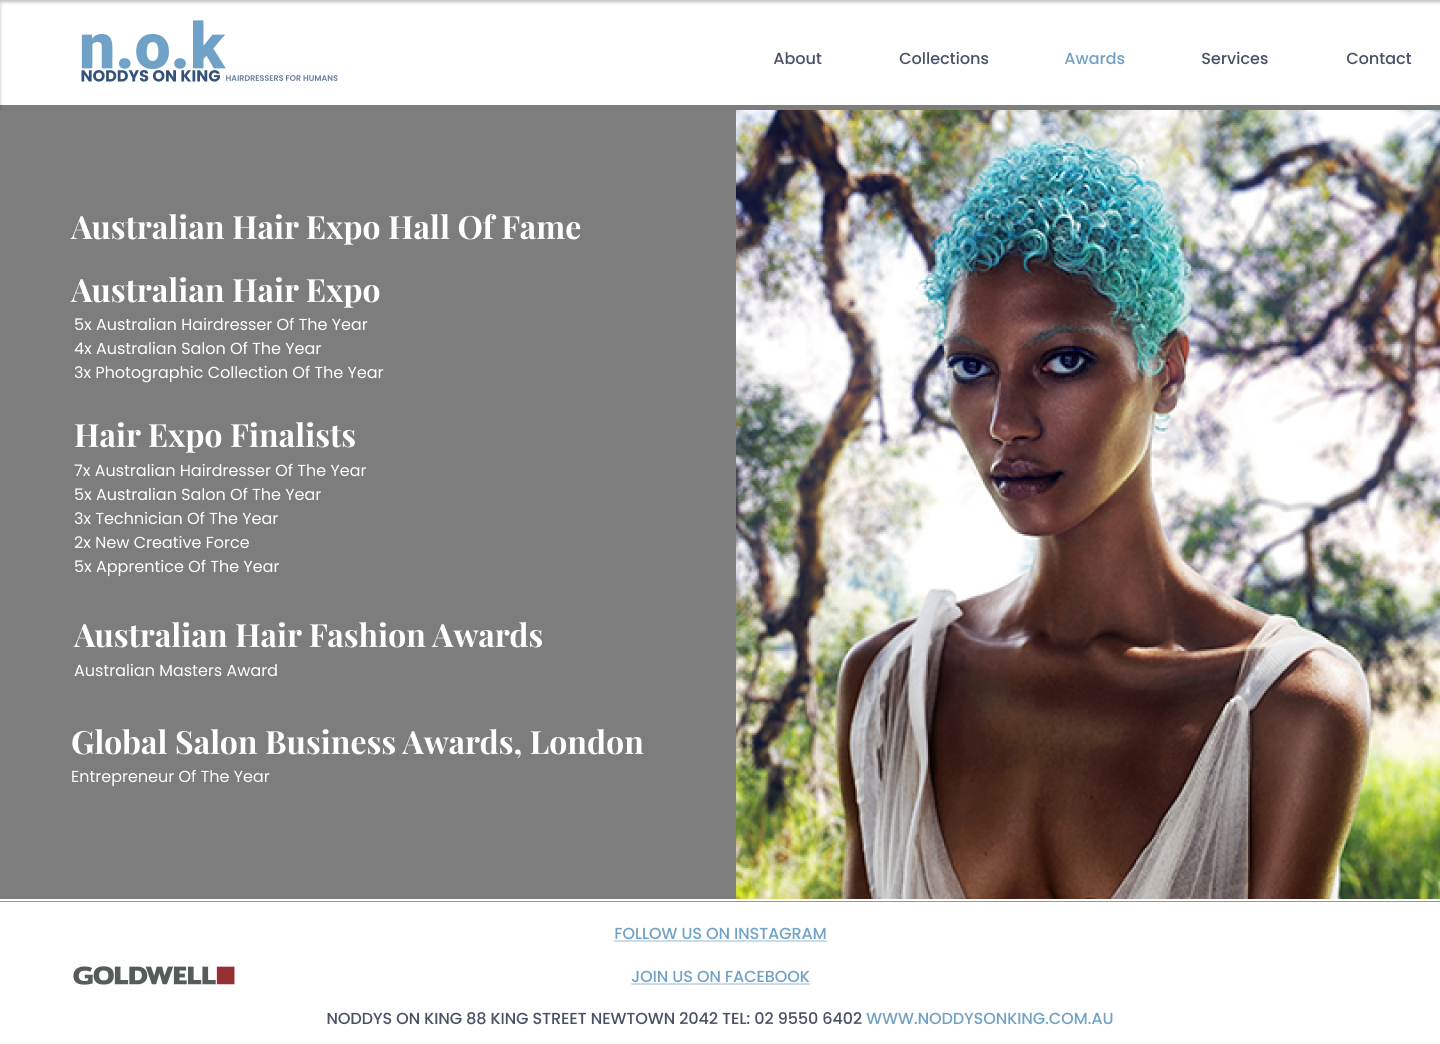 n.o.k
NODDYS ON KING HAIRDRESSERS FOR HUMANS
About Collections Awards Services Contact
Australian Hair Expo Hall Of Fame
Australian Hair Expo
5x Australian Hairdresser Of The Year
4x Australian Salon Of The Year
3x Photographic Collection Of The Year
Hair Expo Finalists
7x Australian Hairdresser Of The Year
5x Australian Salon Of The Year
3x Technician Of The Year
2x New Creative Force
5x Apprentice Of The Year
Australian Hair Fashion Awards
Australian Masters Award
Global Salon Business Awards, London
Entrepreneur Of The Year
FOLLOW US ON INSTAGRAM
GOLDWELL
JOIN US ON FACEBOOK
NODDYS ON KING 88 KING STREET NEWTOWN 2042 TEL: 02 9550 6402 WWW.NODDYSONKING.COM.AU